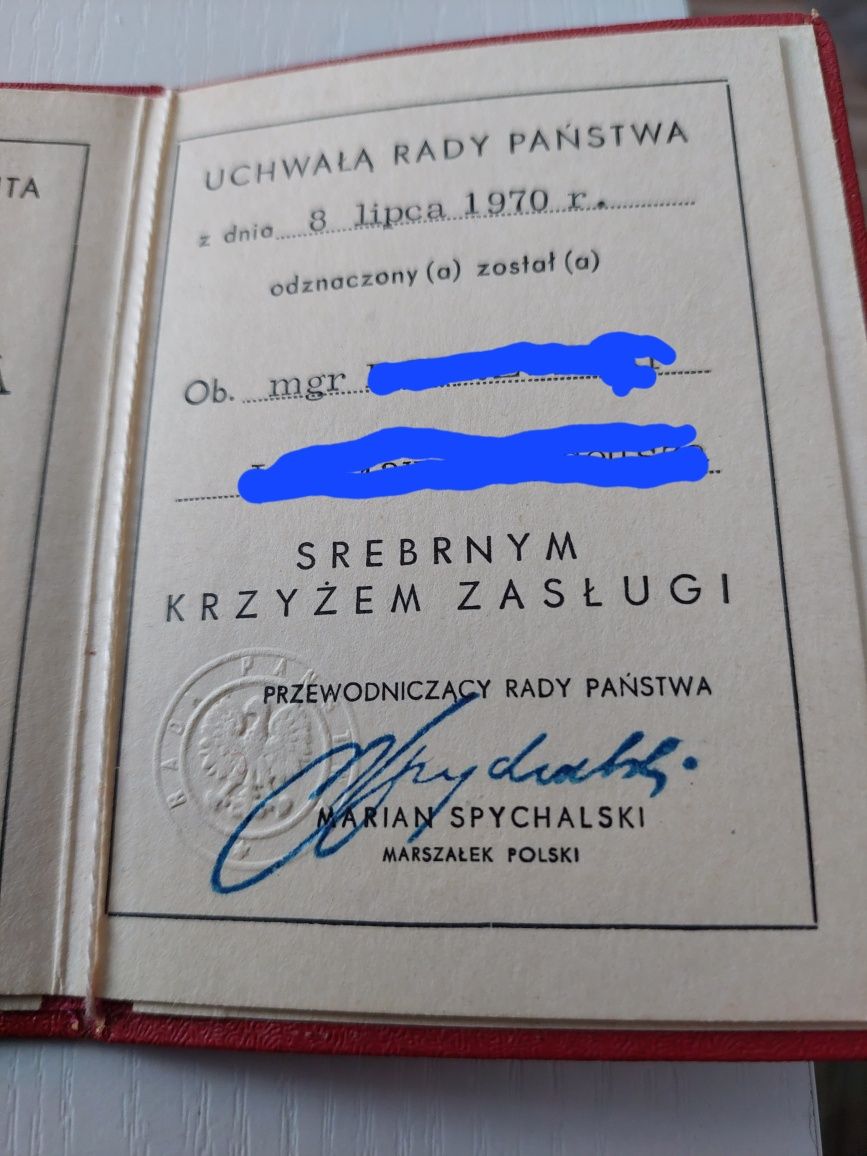 UCHWAŁĄ RADY PAŃSTWA
z dnia 8 lipca 1970 r.
odznaczony (a) został (a)
Ob. mgr
SREBRNYM
KRZYŻEM ZASŁUGI
PRZEWODNICZĄCY RADY PAŃSTWA
Spychalski
MARIAN SPYCHALSKI
MARSZAŁEK POLSKI